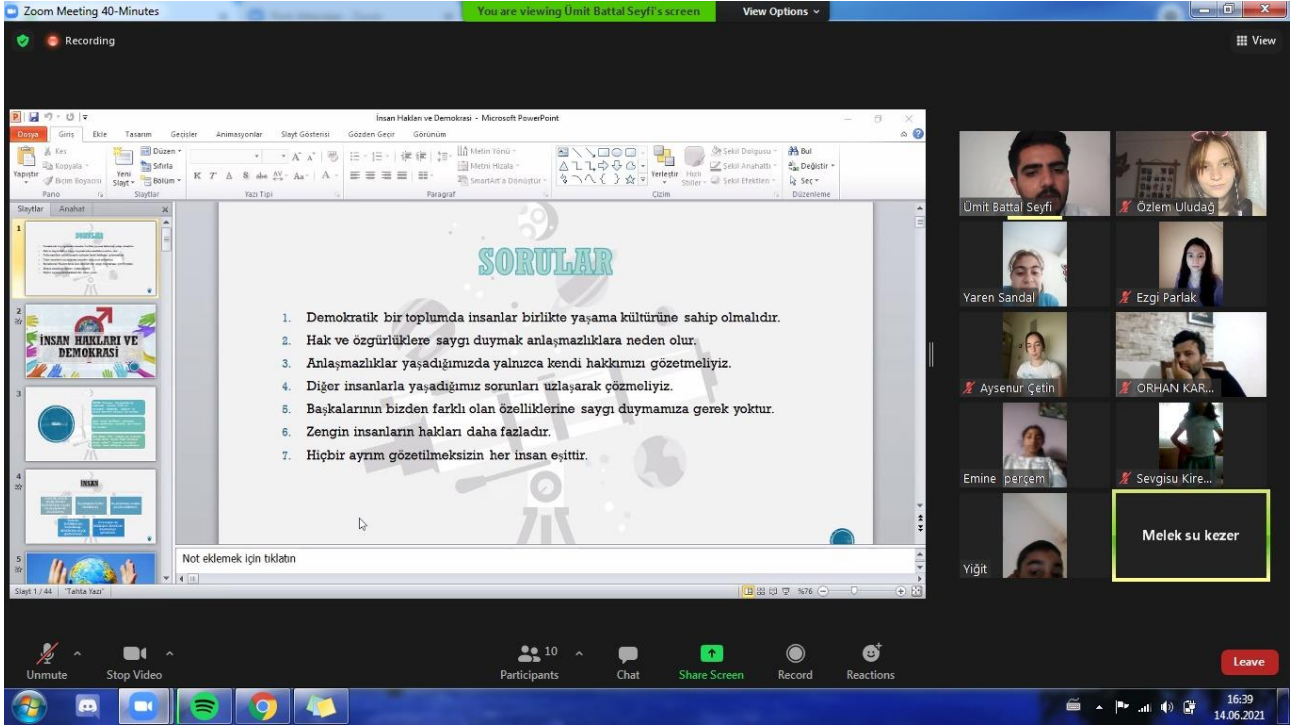 Zoom Meeting 40-Minutes
You are viewing Ümit Battal Seyfi's screen
View Options
Recording
View
İnsan Hakları ve Demokrasi - Microsoft PowerPoint
Dosya Giriş Ekle Tasarım Geçişler Animasyonlar Slayt Gösterisi Gözden Geçir Görünüm
Yapıştır
Kes
Kopyala
Biçim Boyacısı
Pano
Yeni Slayt
Düzen
Sıfırla
Bölüm
Slaytlar
Yazı Tipi
Metin Yönü
Metni Hizala
SmartArt'a Dönüştür
Paragraf
Yerleştir
Hızlı Stiller
Şekil Dolgusu
Şekil Anahattı
Şekil Efektleri
Çizim
Bul
Değiştir
Seç
Düzenleme
Slaytlar Anahat
1
SORULAR
2
İNSAN HAKLARI VE
DEMOKRASİ
3
4
İNSAN
5
SORULAR
1. Demokratik bir toplumda insanlar birlikte yaşama kültürüne sahip olmalıdır.
2. Hak ve özgürlüklere saygı duymak anlaşmazlıklara neden olur.
3. Anlaşmazlıklar yaşadığımızda yalnızca kendi hakkımızı gözetmeliyiz.
4. Diğer insanlarla yaşadığımız sorunları uzlaşarak çözmeliyiz.
5. Başkalarının bizden farklı olan özelliklerine saygı duymamıza gerek yoktur.
6. Zengin insanların hakları daha fazladır.
7. Hiçbir ayrım gözetilmeksizin her insan eşittir.
Not eklemek için tıklatın
Slayt 1 / 44 "Tahta Yazı"
%76
Ümit Battal Seyfi
Özlem Uludağ
Yaren Sandal
Ezgi Parlak
Aysenur Çetin
ORHAN KAR...
Emine perçem
Sevgisu Kire...
Yiğit
Melek su kezer
Unmute
Stop Video
Participants
10
Chat
Share Screen
Record
Reactions
Leave
16:39
14.06.2021